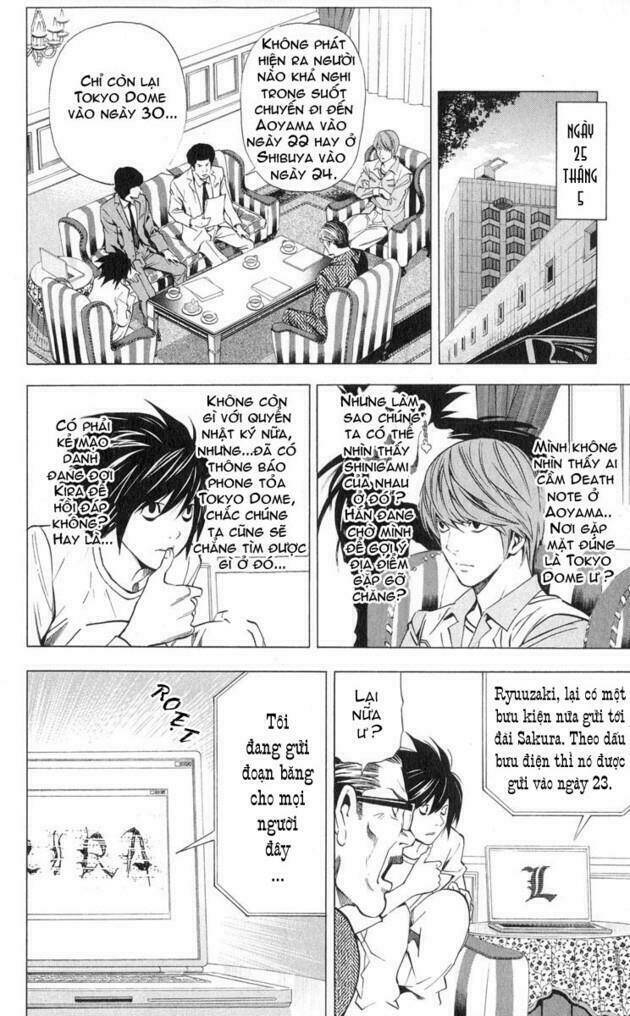 NGÀY
25
THÁNG
5
KHÔNG PHÁT
HIỆN RA NGƯỜI
NÀO KHẢ NGHI
TRONG SUỐT
CHUYẾN ĐI ĐẾN
AOYAMA VÀO
NGÀY 22 HAY Ở
SHIBUYA VÀO
NGÀY 24.
CHỈ CÒN LẠI
TOKYO DOME
VÀO NGÀY 30...
MÌNH KHÔNG
NHÌN THẤY AI
CẦM DEATH
NOTE Ở
AOYAMA..
NƠI GẶP
MẶT ĐÚNG
LÀ TOKYO
DOME Ư ?
NHƯNG LÀM
SAO CHÚNG
TA CÓ THỂ
NHÌN THẤY
SHINIGAMI
CỦA NHAU
Ở ĐÓ ?
HẮN ĐANG
CHỜ MÌNH
ĐỂ GỢI Ý
ĐỊA ĐIỂM
GẶP GỠ
CHĂNG ?
KHÔNG CÒN
GÌ VỚI QUYỂN
NHẬT KÝ NỮA,
NHƯNG...ĐÃ CÓ
THÔNG BÁO
PHONG TỎA
TOKYO DOME,
CHẮC CHÚNG
TA CŨNG SẼ
CHẲNG TÌM ĐƯỢC
GÌ Ở ĐÓ...
CÓ PHẢI
KẺ MẠO
DANH
ĐANG ĐỢI
KIRA ĐỂ
HỒI ĐÁP
KHÔNG?
HAY LÀ...
Ryuuzaki, lại có một
bưu kiện nữa gửi tới
đài Sakura. Theo dấu
bưu điện thì nó được
gửi vào ngày 23.
LẠI
NỮA
Ư ?
L
Tôi
đang gửi
đoạn băng
cho mọi
người
đây
...
ROẸT
KIRA